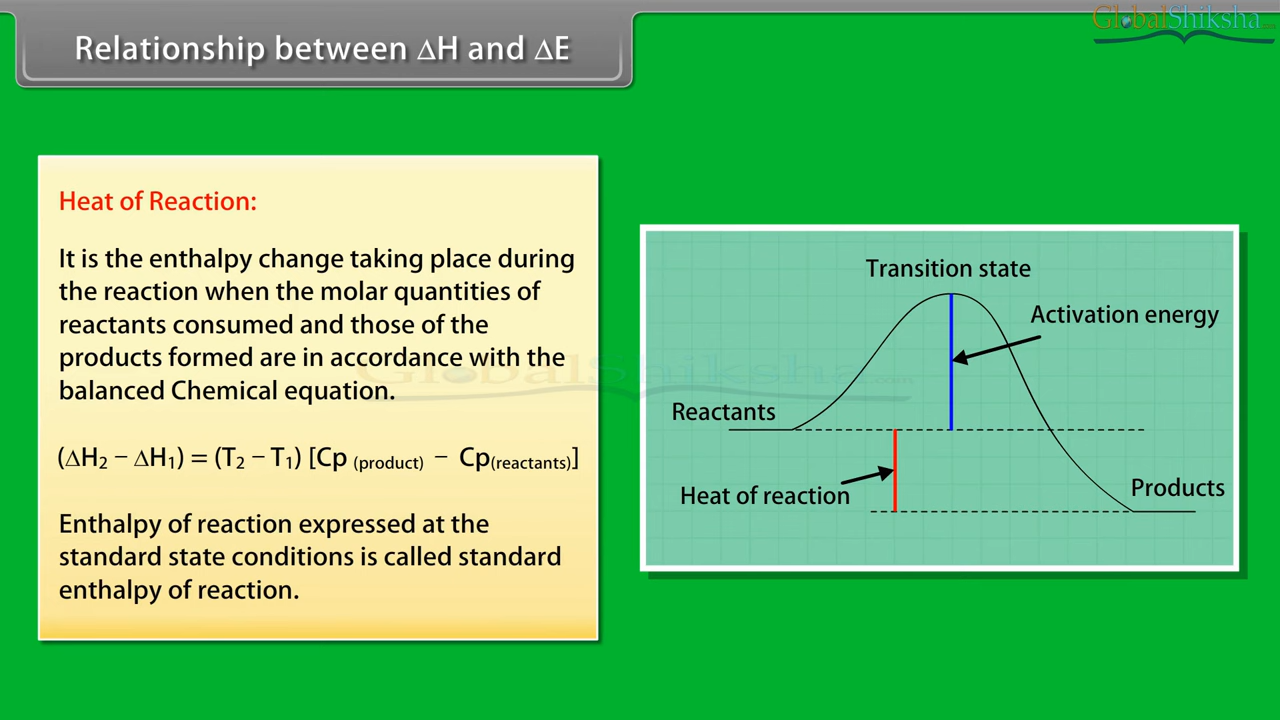 GlobalShiksha.com
Relationship between ΔH and ΔE
Heat of Reaction:
It is the enthalpy change taking place during
the reaction when the molar quantities of
reactants consumed and those of the
products formed are in accordance with the
balanced Chemical equation.
(ΔH₂ − ΔH₁) = (T₂ − T₁) [Cp (product) − Cp(reactants)]
Enthalpy of reaction expressed at the
standard state conditions is called standard
enthalpy of reaction.
Transition state
Activation energy
Reactants
Heat of reaction
Products
GlobalShiksha.com